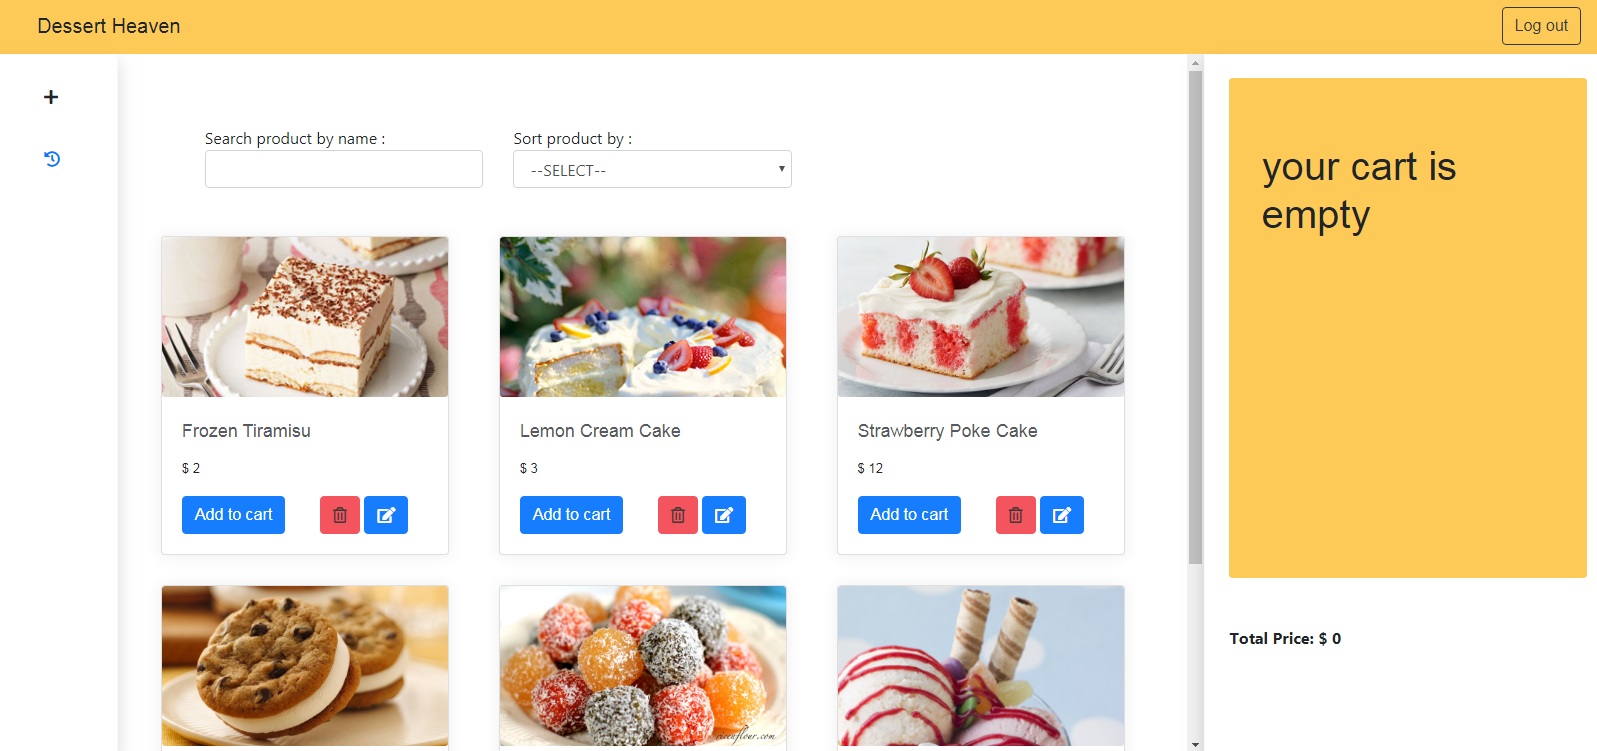 Dessert Heaven
Log out
Search product by name :
Sort product by :
--SELECT--
your cart is
empty
Frozen Tiramisu
$ 2
Add to cart
Lemon Cream Cake
$ 3
Add to cart
Strawberry Poke Cake
$ 12
Add to cart
riceflour.com
Total Price: $ 0